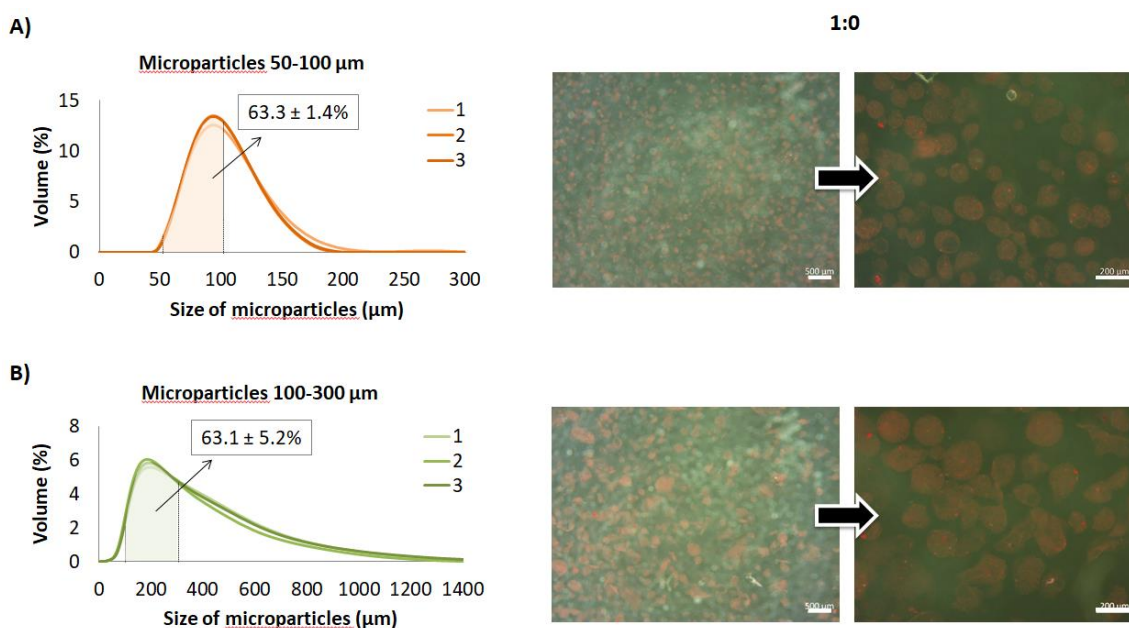 A)
1:0
Microparticles 50-100 µm
Volume (%)
15
10
5
0
63.3 ± 1.4%
1
2
3
0 50 100 150 200 250 300
Size of microparticles (µm)
500 µm
200 µm
B)
Microparticles 100-300 µm
Volume (%)
8
6
4
2
0
63.1 ± 5.2%
1
2
3
0 200 400 600 800 1000 1200 1400
Size of microparticles (µm)
500 µm
200 µm